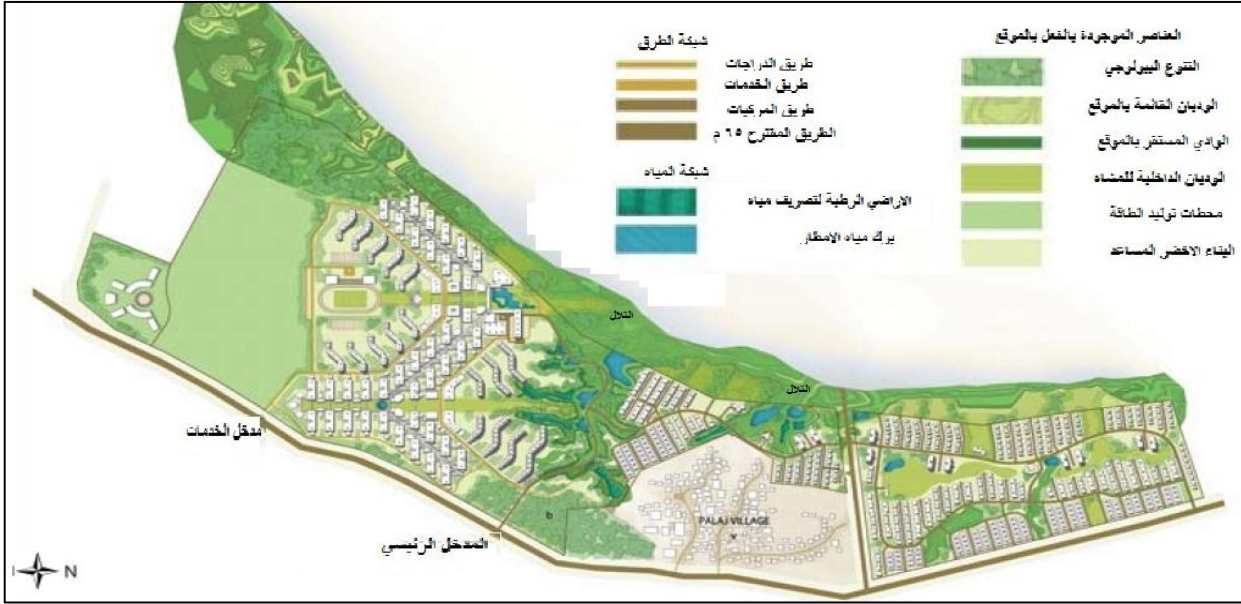 العناصر الموجودة بالفعل بالموقع
التنوع البيولوجي
الوديان القائمة بالموقع
الوادي المستقر بالموقع
الوديان الداخلية للمشاه
محطات توليد الطاقة
البناء الاخضر المساعد
شبكة الطرق
طريق الدراجات
طريق الخدمات
طريق المركبات
الطريق المقترح ٦٥ م
شبكة المياه
الاراضي الرطبة لتصريف مياه
برك مياه الامطار
التلال
التلال
مدخل الخدمات
المدخل الرئيسي
PALAJ VILLAGE
N